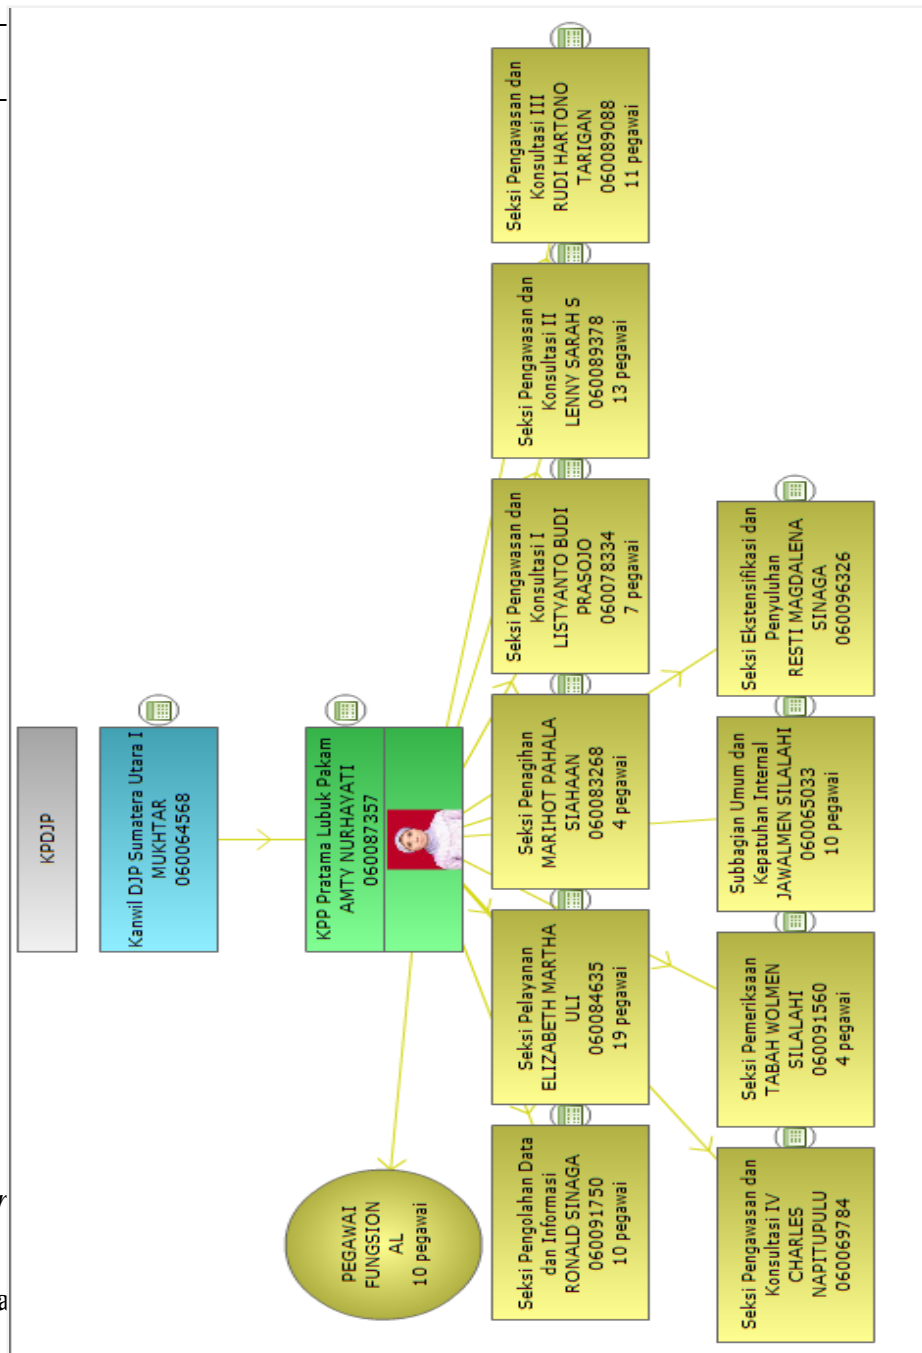 KPDJP
Kanwil DJP Sumatera Utara I
MUKHTAR
060064568
KPP Pratama Lubuk Pakam
AMTY NURHAYATI
060087357
PEGAWAI
FUNGSION
AL
10 pegawai
Seksi Pengolahan Data
dan Informasi
RONALD SINAGA
060091750
10 pegawai
Seksi Pelayanan
ELIZABETH MARTHA
ULI
060084635
19 pegawai
Seksi Penagihan
MARIHOT PAHALA
SIAHAAN
060083268
4 pegawai
Seksi Pengawasan dan
Konsultasi I
LISTYANTO BUDI
PRASOJO
060078334
7 pegawai
Seksi Pengawasan dan
Konsultasi II
LENNY SARAH S
060089378
13 pegawai
Seksi Pengawasan dan
Konsultasi III
RUDI HARTONO
TARIGAN
060089088
11 pegawai
Seksi Pengawasan dan
Konsultasi IV
CHARLES
NAPITUPULU
060069784
Seksi Pemeriksaan
TABAH WOLMEN
SILALAHI
060091560
4 pegawai
Subbagian Umum dan
Kepatuhan Internal
JAWALMEN SILALAHI
060065033
10 pegawai
Seksi Ekstensifikasi dan
Penyuluhan
RESTI MAGDALENA
SINAGA
060096326